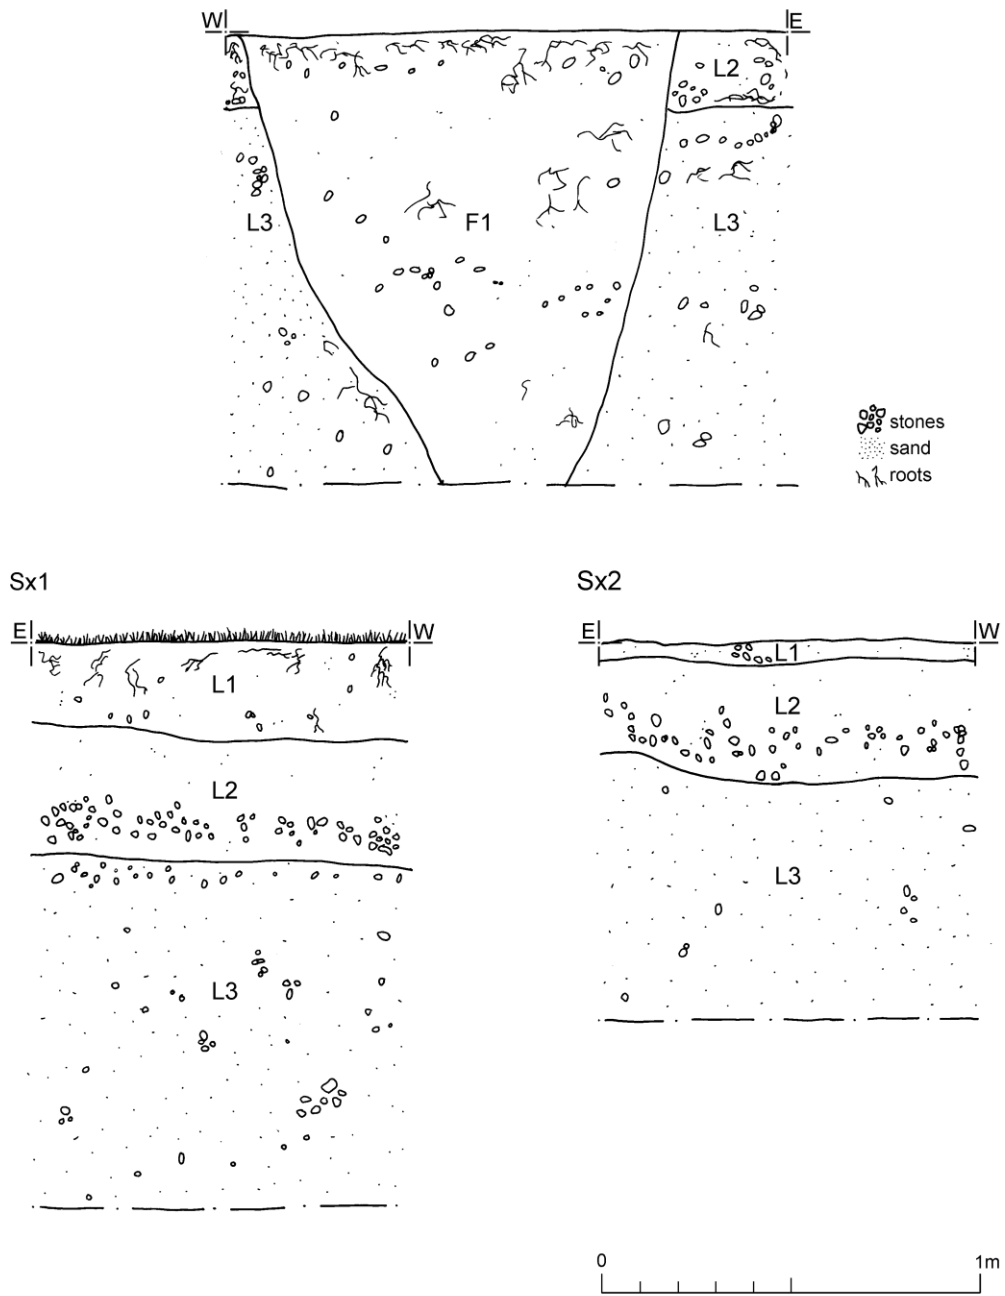 W E
L2
L3 F1 L3
stones
sand
roots
Sx1 Sx2
E W E W
L1 L1
L2 L2
L3 L3
0 1m